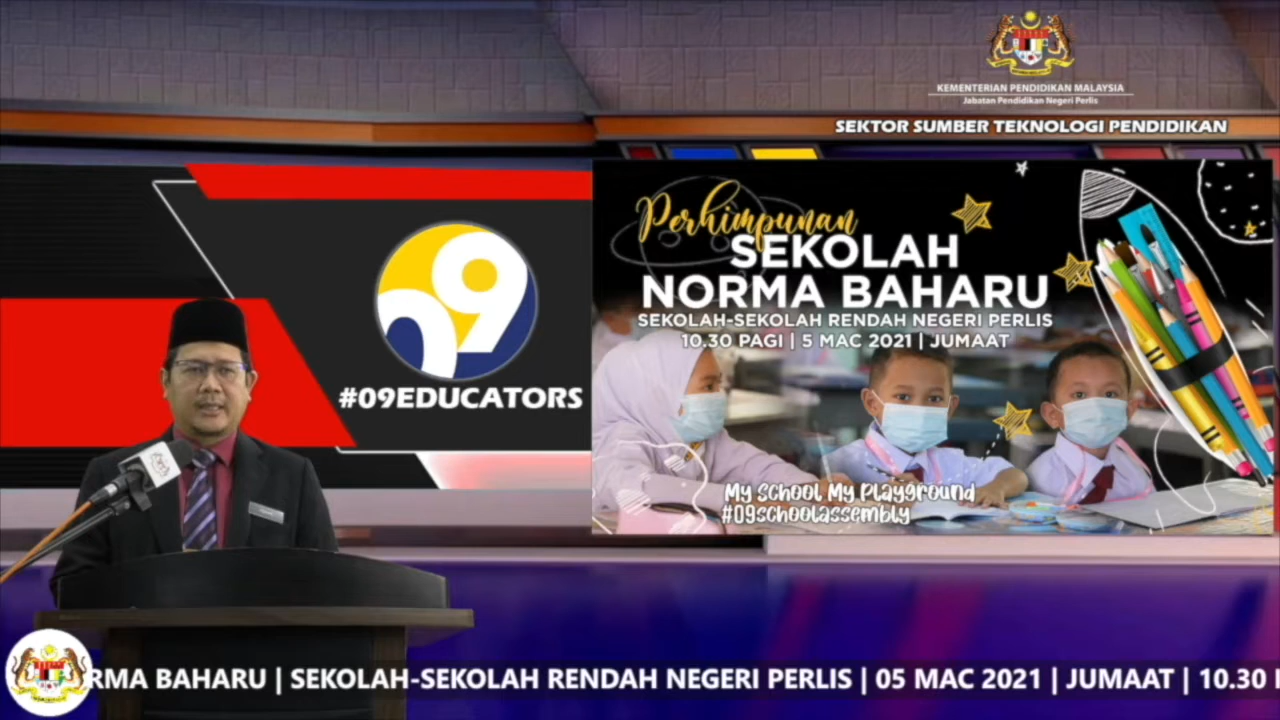 KEMENTERIAN PENDIDIKAN MALAYSIA
Jabatan Pendidikan Negeri Perlis
SEKTOR SUMBER TEKNOLOGI PENDIDIKAN
09
#09EDUCATORS
Perhimpunan
SEKOLAH
NORMA BAHARU
SEKOLAH-SEKOLAH RENDAH NEGERI PERLIS
10.30 PAGI | 5 MAC 2021 | JUMAAT
My School My Playground
#09schoolassembly
RMA BAHARU | SEKOLAH-SEKOLAH RENDAH NEGERI PERLIS | 05 MAC 2021 | JUMAAT | 10.30